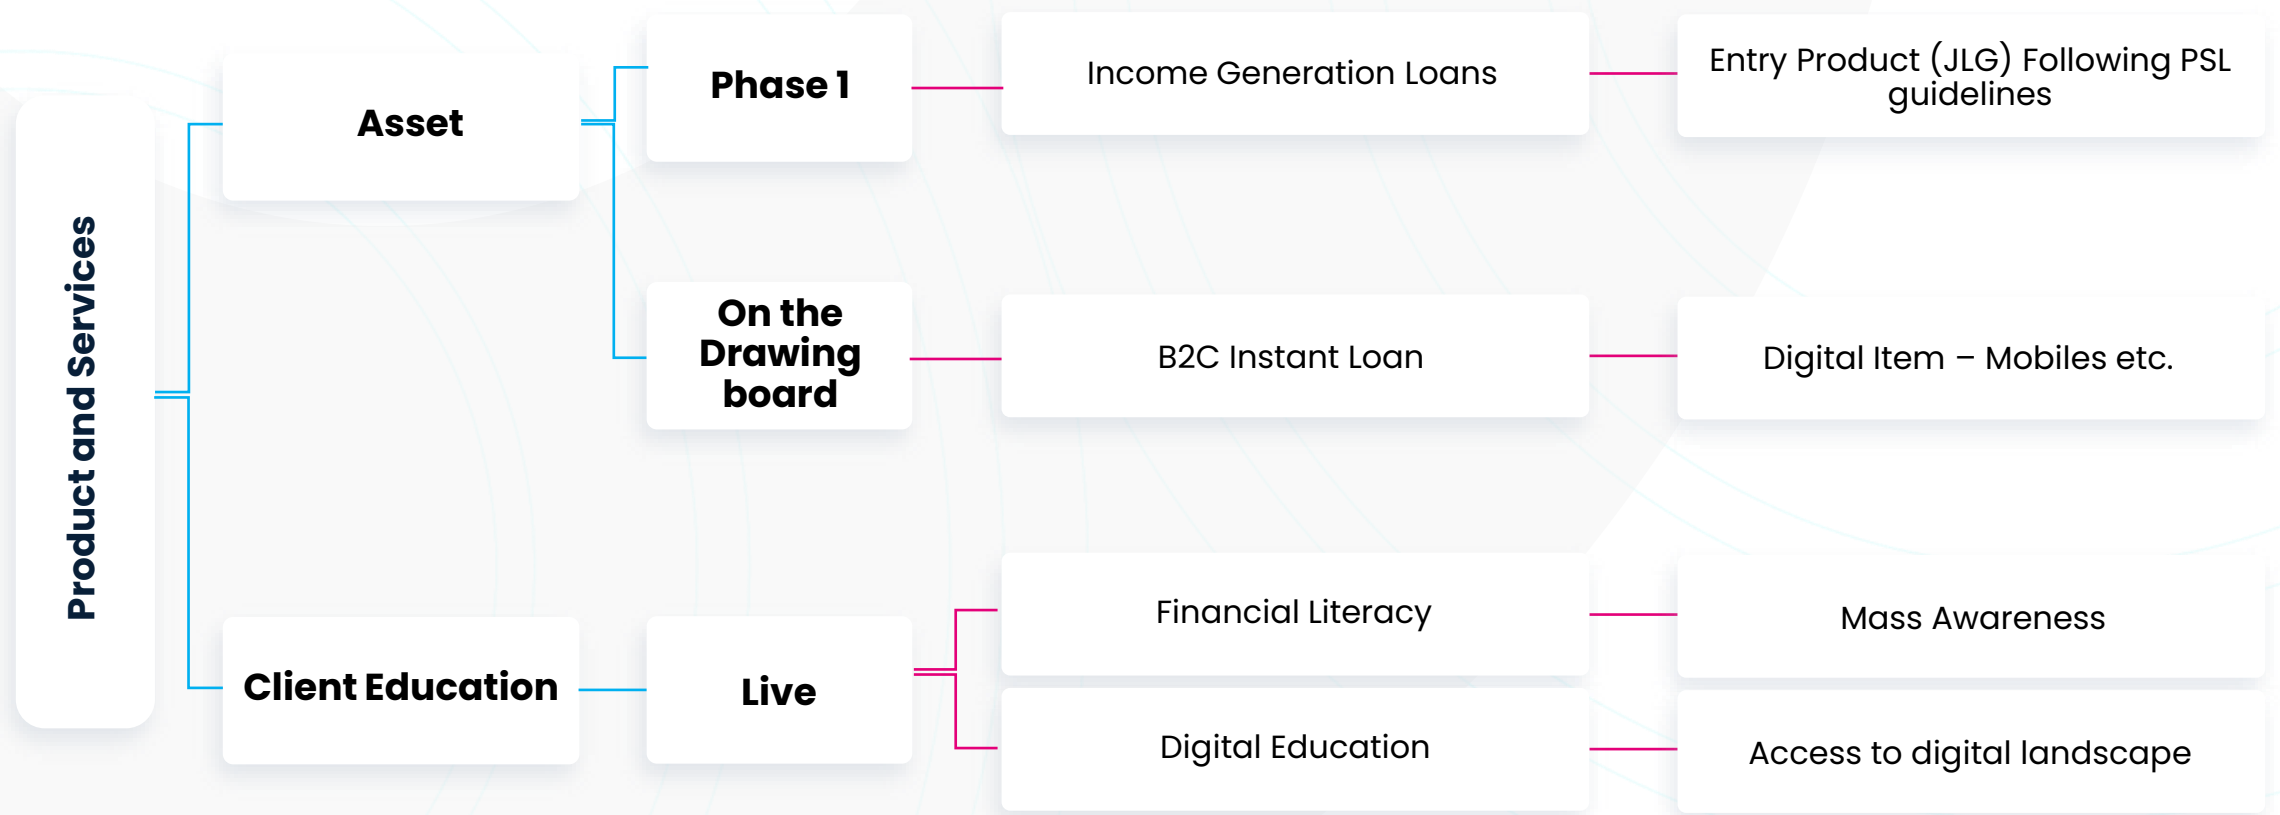 Product and Services
Asset
Phase 1
Income Generation Loans
Entry Product (JLG) Following PSL
guidelines
On the
Drawing
board
B2C Instant Loan
Digital Item – Mobiles etc.
Client Education
Live
Financial Literacy
Mass Awareness
Digital Education
Access to digital landscape